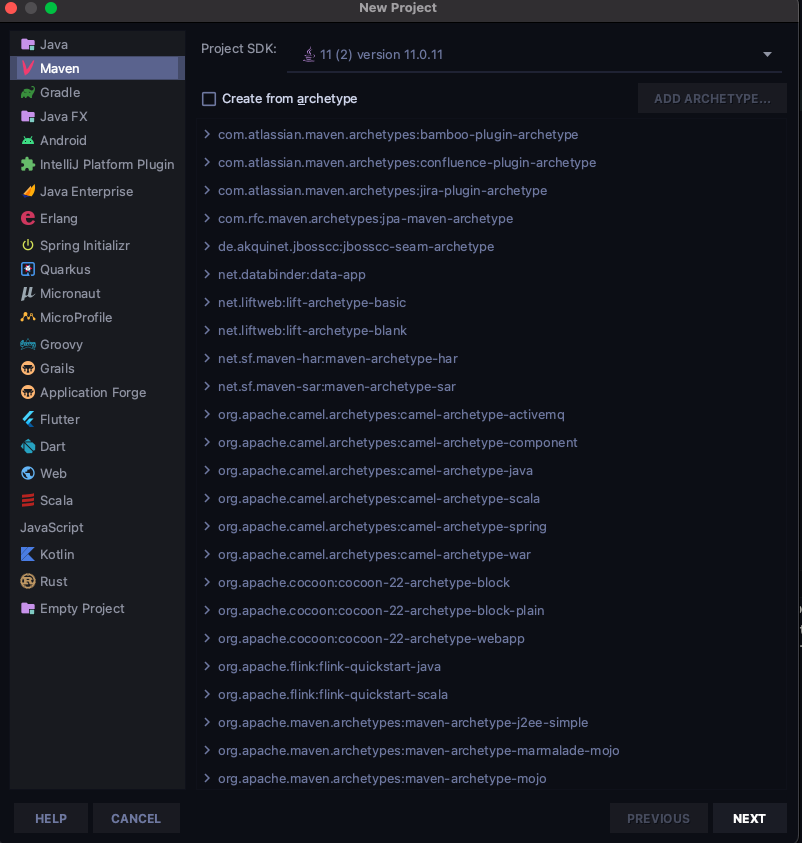 New Project
Java
Maven
Gradle
Java FX
Android
IntelliJ Platform Plugin
Java Enterprise
Erlang
Spring Initializr
Quarkus
Micronaut
MicroProfile
Groovy
Grails
Application Forge
Flutter
Dart
Web
Scala
JavaScript
Kotlin
Rust
Empty Project
Project SDK: 11 (2) version 11.0.11
Create from archetype ADD ARCHETYPE...
com.atlassian.maven.archetypes:bamboo-plugin-archetype
com.atlassian.maven.archetypes:confluence-plugin-archetype
com.atlassian.maven.archetypes:jira-plugin-archetype
com.rfc.maven.archetypes:jpa-maven-archetype
de.akquinet.jbosscc:jbosscc-seam-archetype
net.databinder:data-app
net.liftweb:lift-archetype-basic
net.liftweb:lift-archetype-blank
net.sf.maven-har:maven-archetype-har
net.sf.maven-sar:maven-archetype-sar
org.apache.camel.archetypes:camel-archetype-activemq
org.apache.camel.archetypes:camel-archetype-component
org.apache.camel.archetypes:camel-archetype-java
org.apache.camel.archetypes:camel-archetype-scala
org.apache.camel.archetypes:camel-archetype-spring
org.apache.camel.archetypes:camel-archetype-war
org.apache.cocoon:cocoon-22-archetype-block
org.apache.cocoon:cocoon-22-archetype-block-plain
org.apache.cocoon:cocoon-22-archetype-webapp
org.apache.flink:flink-quickstart-java
org.apache.flink:flink-quickstart-scala
org.apache.maven.archetypes:maven-archetype-j2ee-simple
org.apache.maven.archetypes:maven-archetype-marmalade-mojo
org.apache.maven.archetypes:maven-archetype-mojo
HELP CANCEL PREVIOUS NEXT